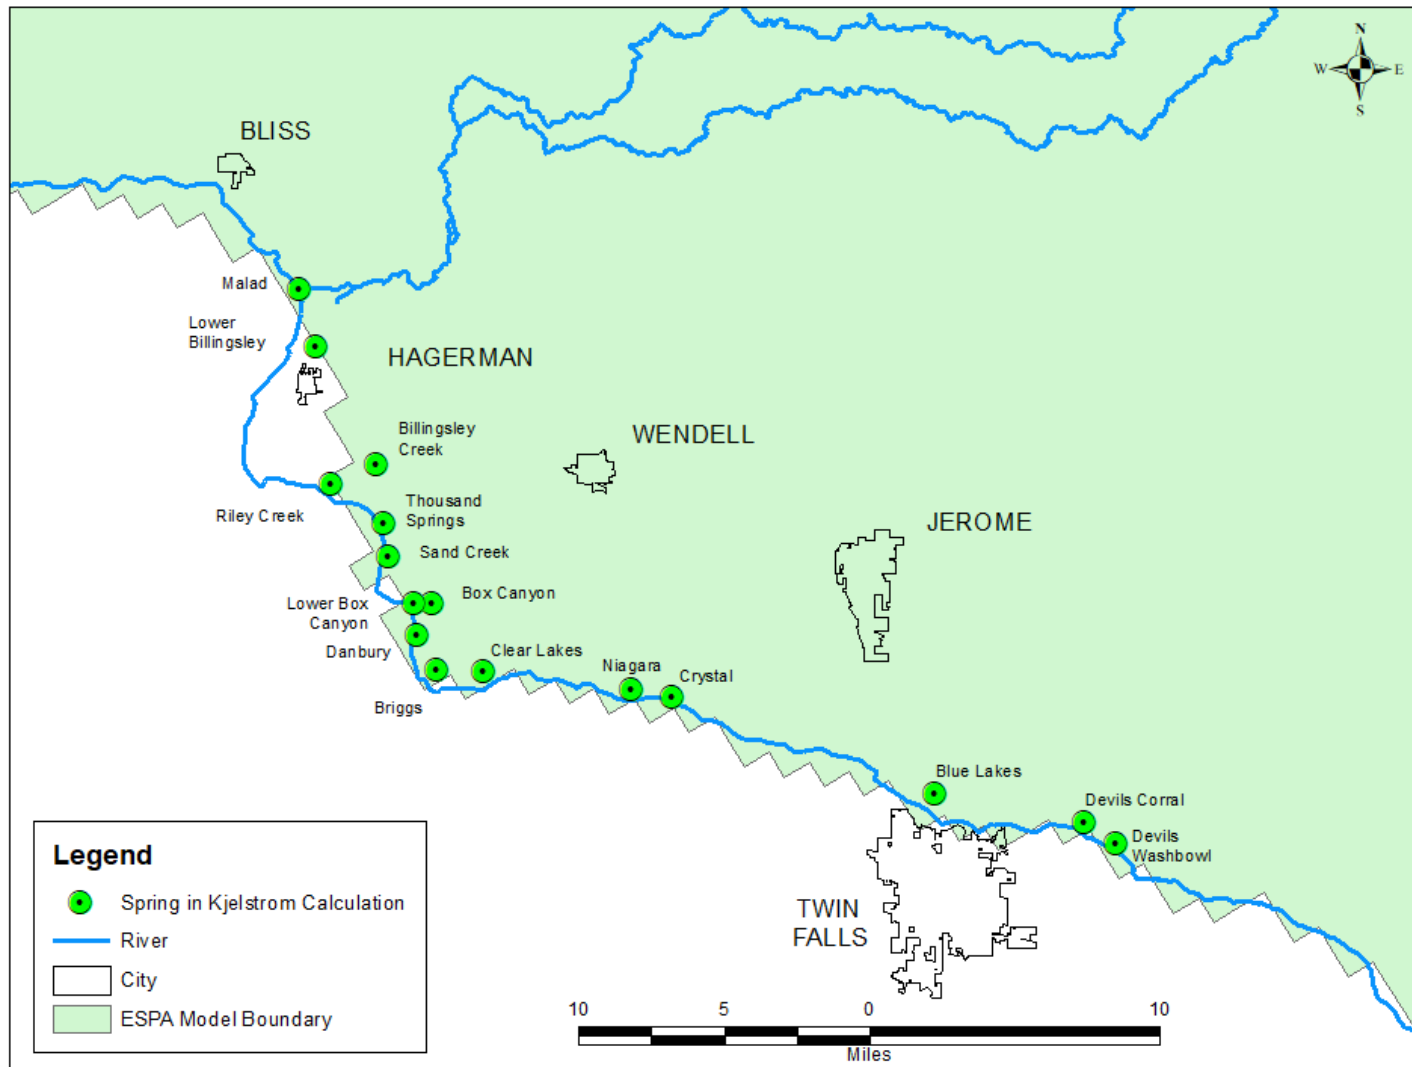 N
W E
S
BLISS
Malad
Lower
Billingsley
HAGERMAN
Billingsley
Creek
WENDELL
Riley Creek
Thousand
Springs
JEROME
Sand Creek
Box Canyon
Lower Box
Canyon
Danbury
Clear Lakes
Niagara
Crystal
Briggs
Blue Lakes
Devils Corral
Devils
Washbowl
TWIN
FALLS
Legend
Spring in Kjelstrom Calculation
River
City
ESPA Model Boundary
10 5 0 10
Miles